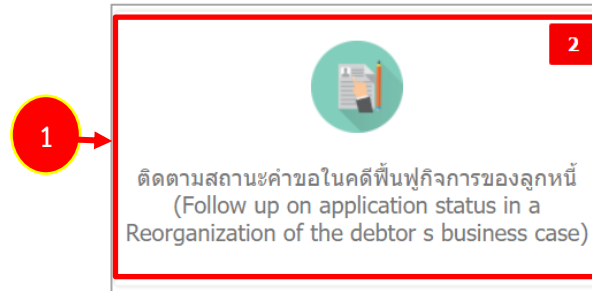 2
1
ติดตามสถานะคำขอในคดีฟื้นฟูกิจการของลูกหนี้
(Follow up on application status in a
Reorganization of the debtor s business case)